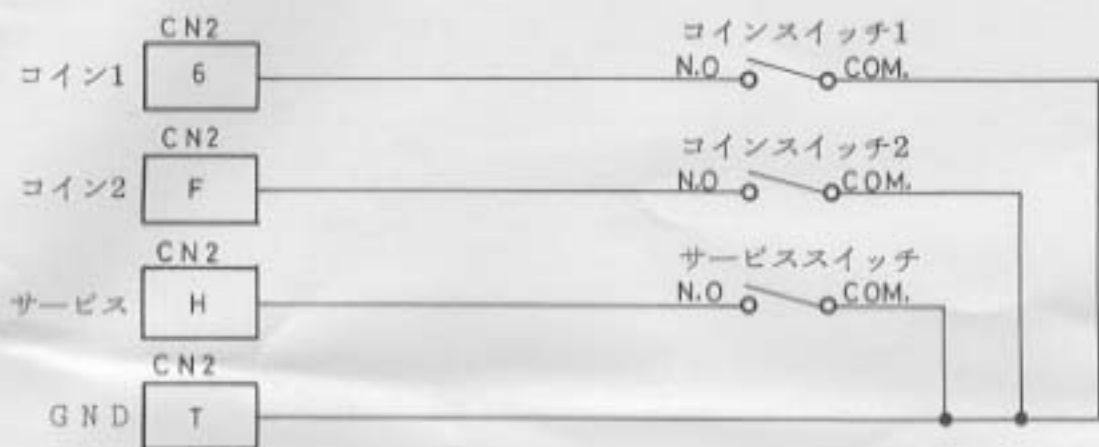 CN2
コインスイッチ1
コイン1 6 N.O COM.
CN2
コインスイッチ2
コイン2 F N.O COM.
CN2
サービススイッチ
サービス H N.O COM.
CN2
GND T